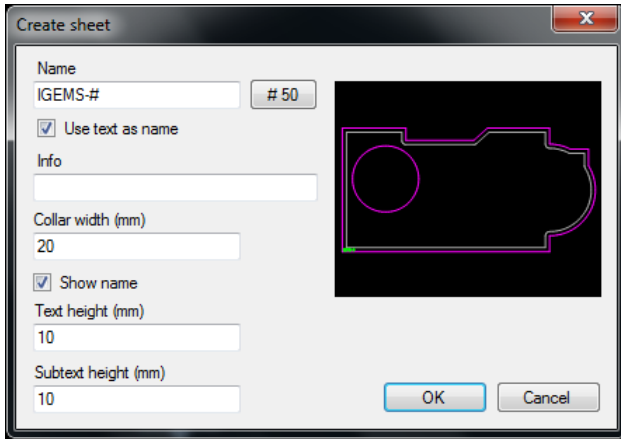 Create sheet
Name
IGEMS-#
# 50
Use text as name
Info
Collar width (mm)
20
Show name
Text height (mm)
10
Subtext height (mm)
10
OK
Cancel